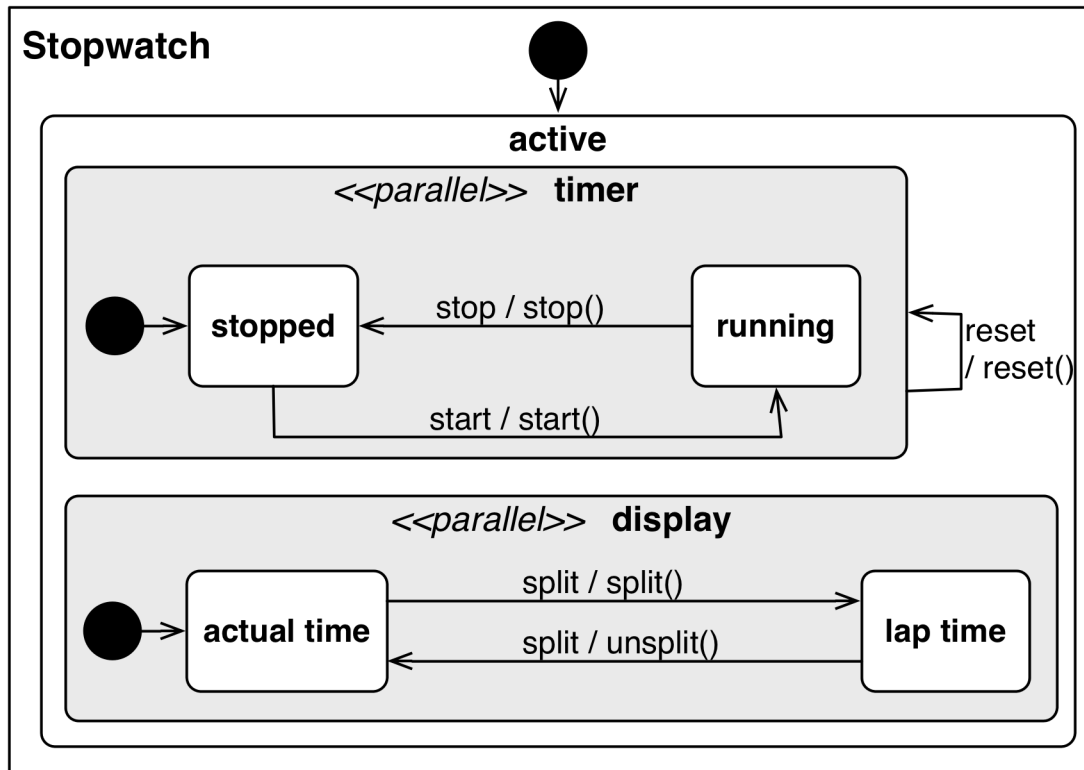 Stopwatch
active
<<parallel>> timer
stopped
stop / stop()
running
reset
/ reset()
start / start()
<<parallel>> display
actual time
split / split()
split / unsplit()
lap time